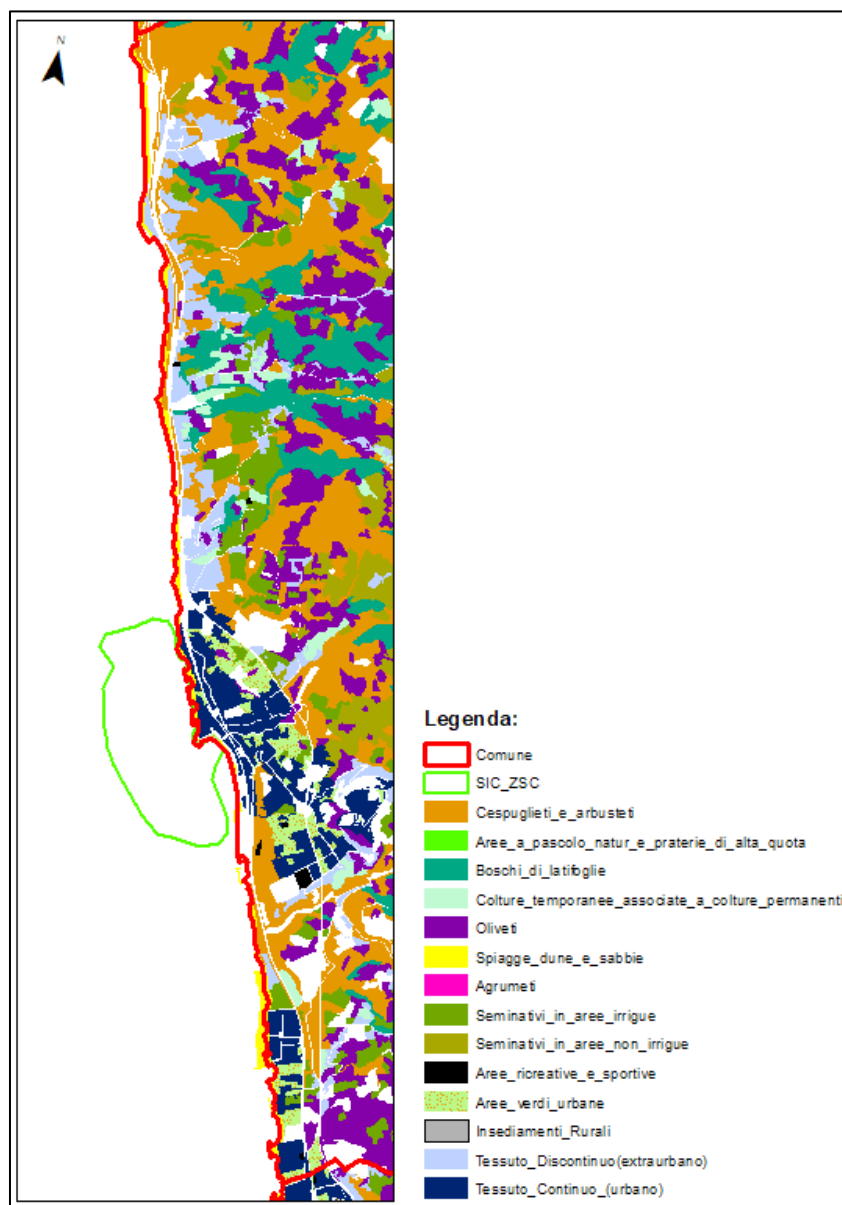 N
Legenda:
Comune
SIC_ZSC
Cespuglieti_e_arbusteti
Aree_a_pascolo_natur_e_praterie_di_alta_quota
Boschi_di_latifoglie
Colture_temporanee_associate_a_colture_permanenti
Oliveti
Spiagge_dune_e_sabbie
Agrumeti
Seminativi_in_aree_irrigue
Seminativi_in_aree_non_irrigue
Aree_ricreative_e_sportive
Aree_verdi_urbane
Insediamenti_Rurali
Tessuto_Discontinuo(extraurbano)
Tessuto_Continuo_(urbano)